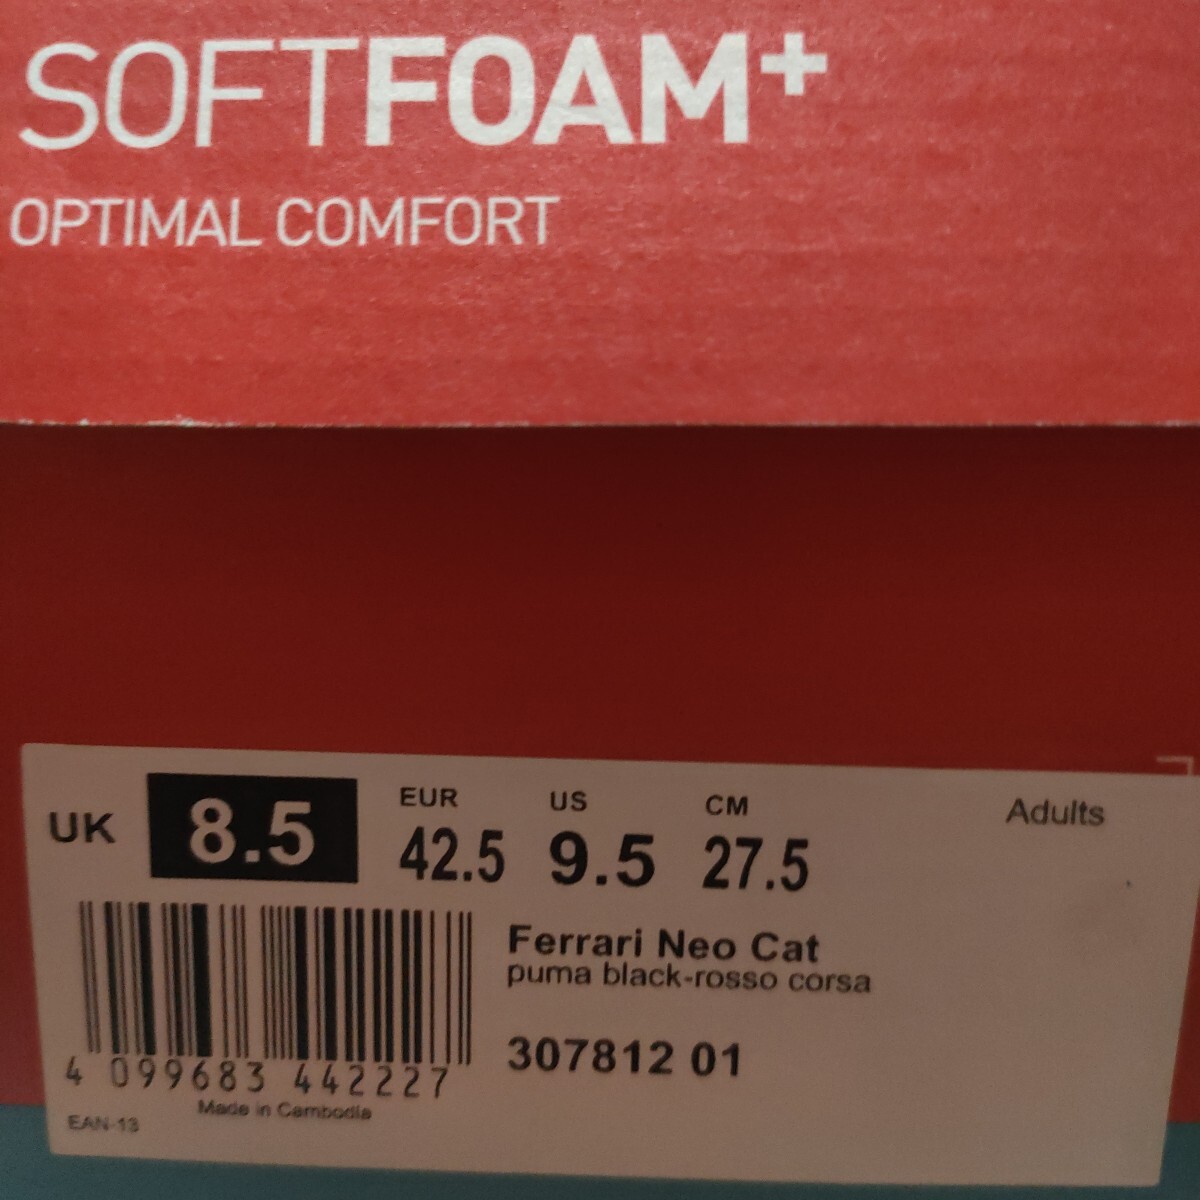 SOFTFOAM+
OPTIMAL COMFORT
UK 8.5 EUR 42.5 US 9.5 CM 27.5 Adults
Ferrari Neo Cat
puma black-rosso corsa
307812 01
4 099683 442227
Made in Cambodia
EAN-13